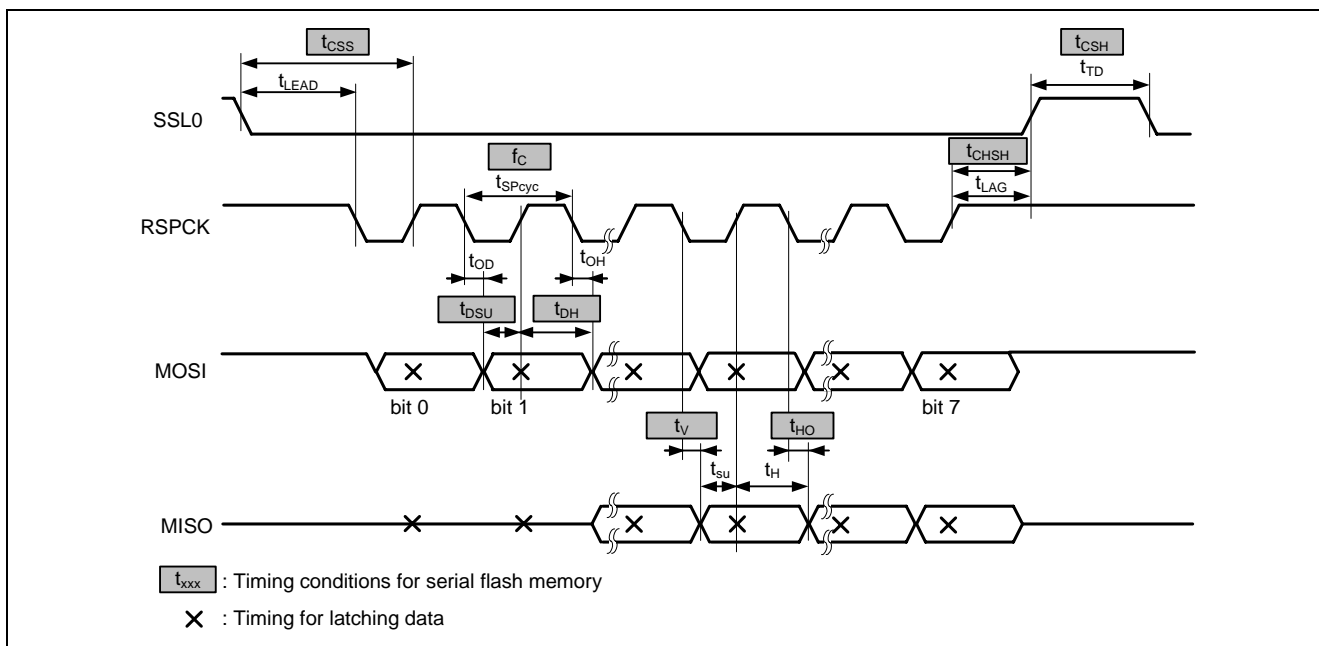 tCSS
tCSH
tLEAD
tTD
SSL0
fC
tCHSH
tSPcyc
tLAG
RSPCK
tOD
tOH
tDSU
tDH
MOSI
bit 0
bit 1
bit 7
tV
tHO
tsu
tH
MISO
txxx : Timing conditions for serial flash memory
: Timing for latching data